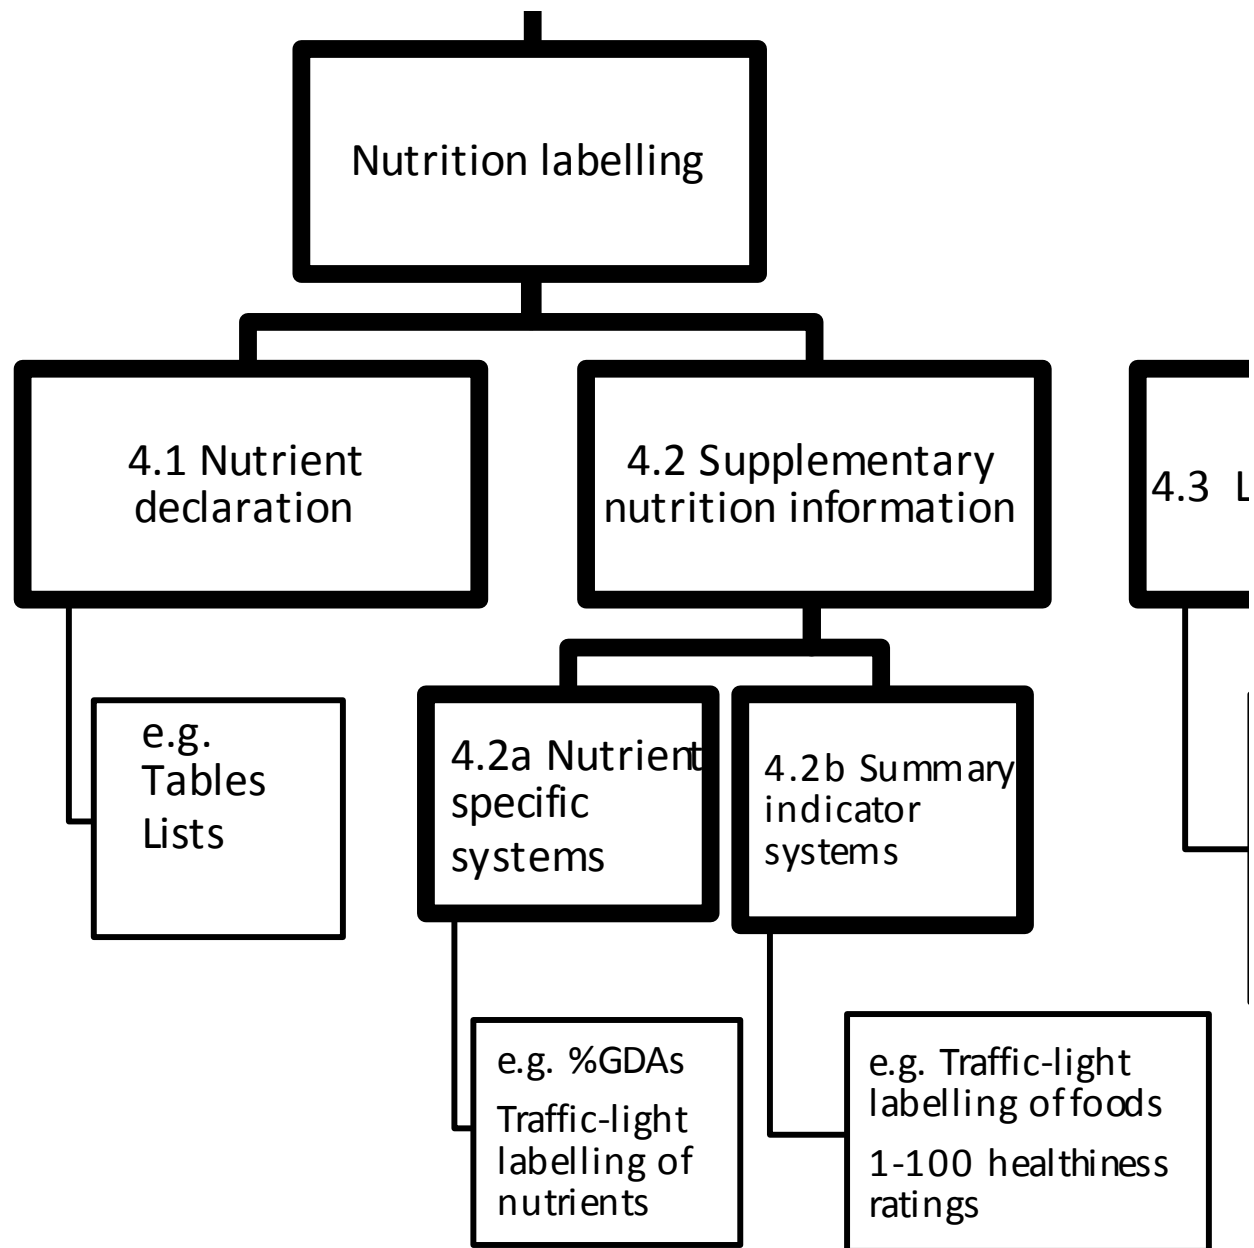 Nutrition labelling
4.1 Nutrient
declaration
4.2 Supplementary
nutrition information
4.3 L
e.g.
Tables
Lists
4.2a Nutrient
specific
systems
4.2b Summary
indicator
systems
e.g. %GDAs
Traffic-light
labelling of
nutrients
e.g. Traffic-light
labelling of foods
1-100 healthiness
ratings